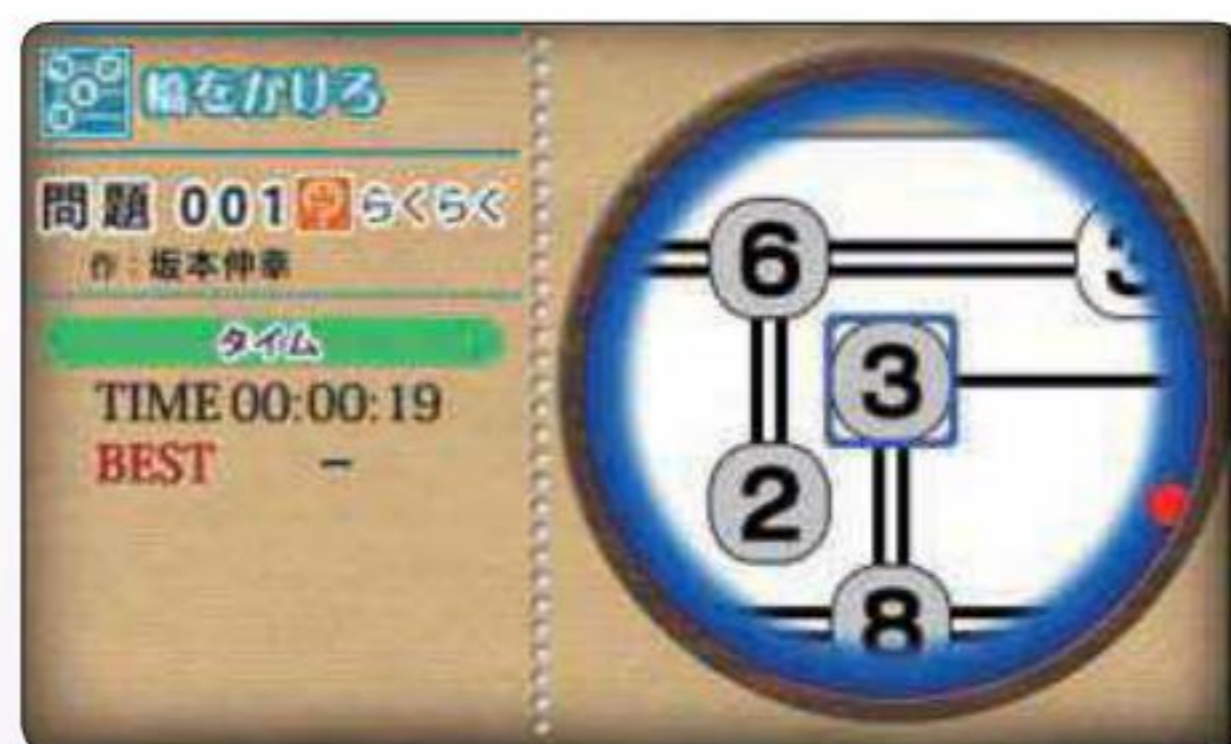 橋をかけろ
問題 001 らくらく
作:坂本伸幸
タイム
TIME 00:00:19
BEST –
6
3
2
8